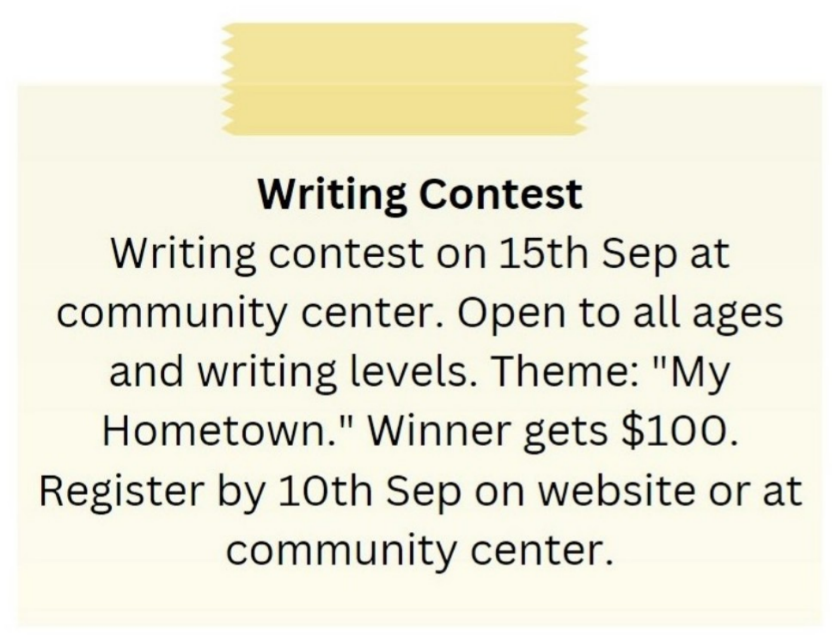 Writing Contest
Writing contest on 15th Sep at
community center. Open to all ages
and writing levels. Theme: "My
Hometown." Winner gets $100.
Register by 10th Sep on website or at
community center.